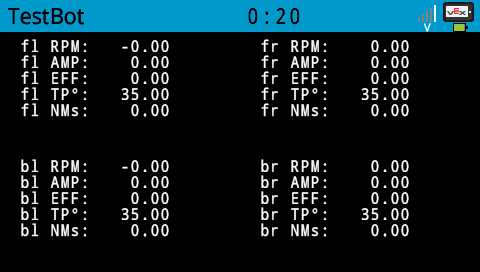 TestBot 0:20 VEX
V
fl RPM: -0.00 fr RPM: 0.00
fl AMP: 0.00 fr AMP: 0.00
fl EFF: 0.00 fr EFF: 0.00
fl TP°: 35.00 fr TP°: 35.00
fl NMs: 0.00 fr NMs: 0.00
bl RPM: -0.00 br RPM: 0.00
bl AMP: 0.00 br AMP: 0.00
bl EFF: 0.00 br EFF: 0.00
bl TP°: 35.00 br TP°: 35.00
bl NMs: 0.00 br NMs: 0.00